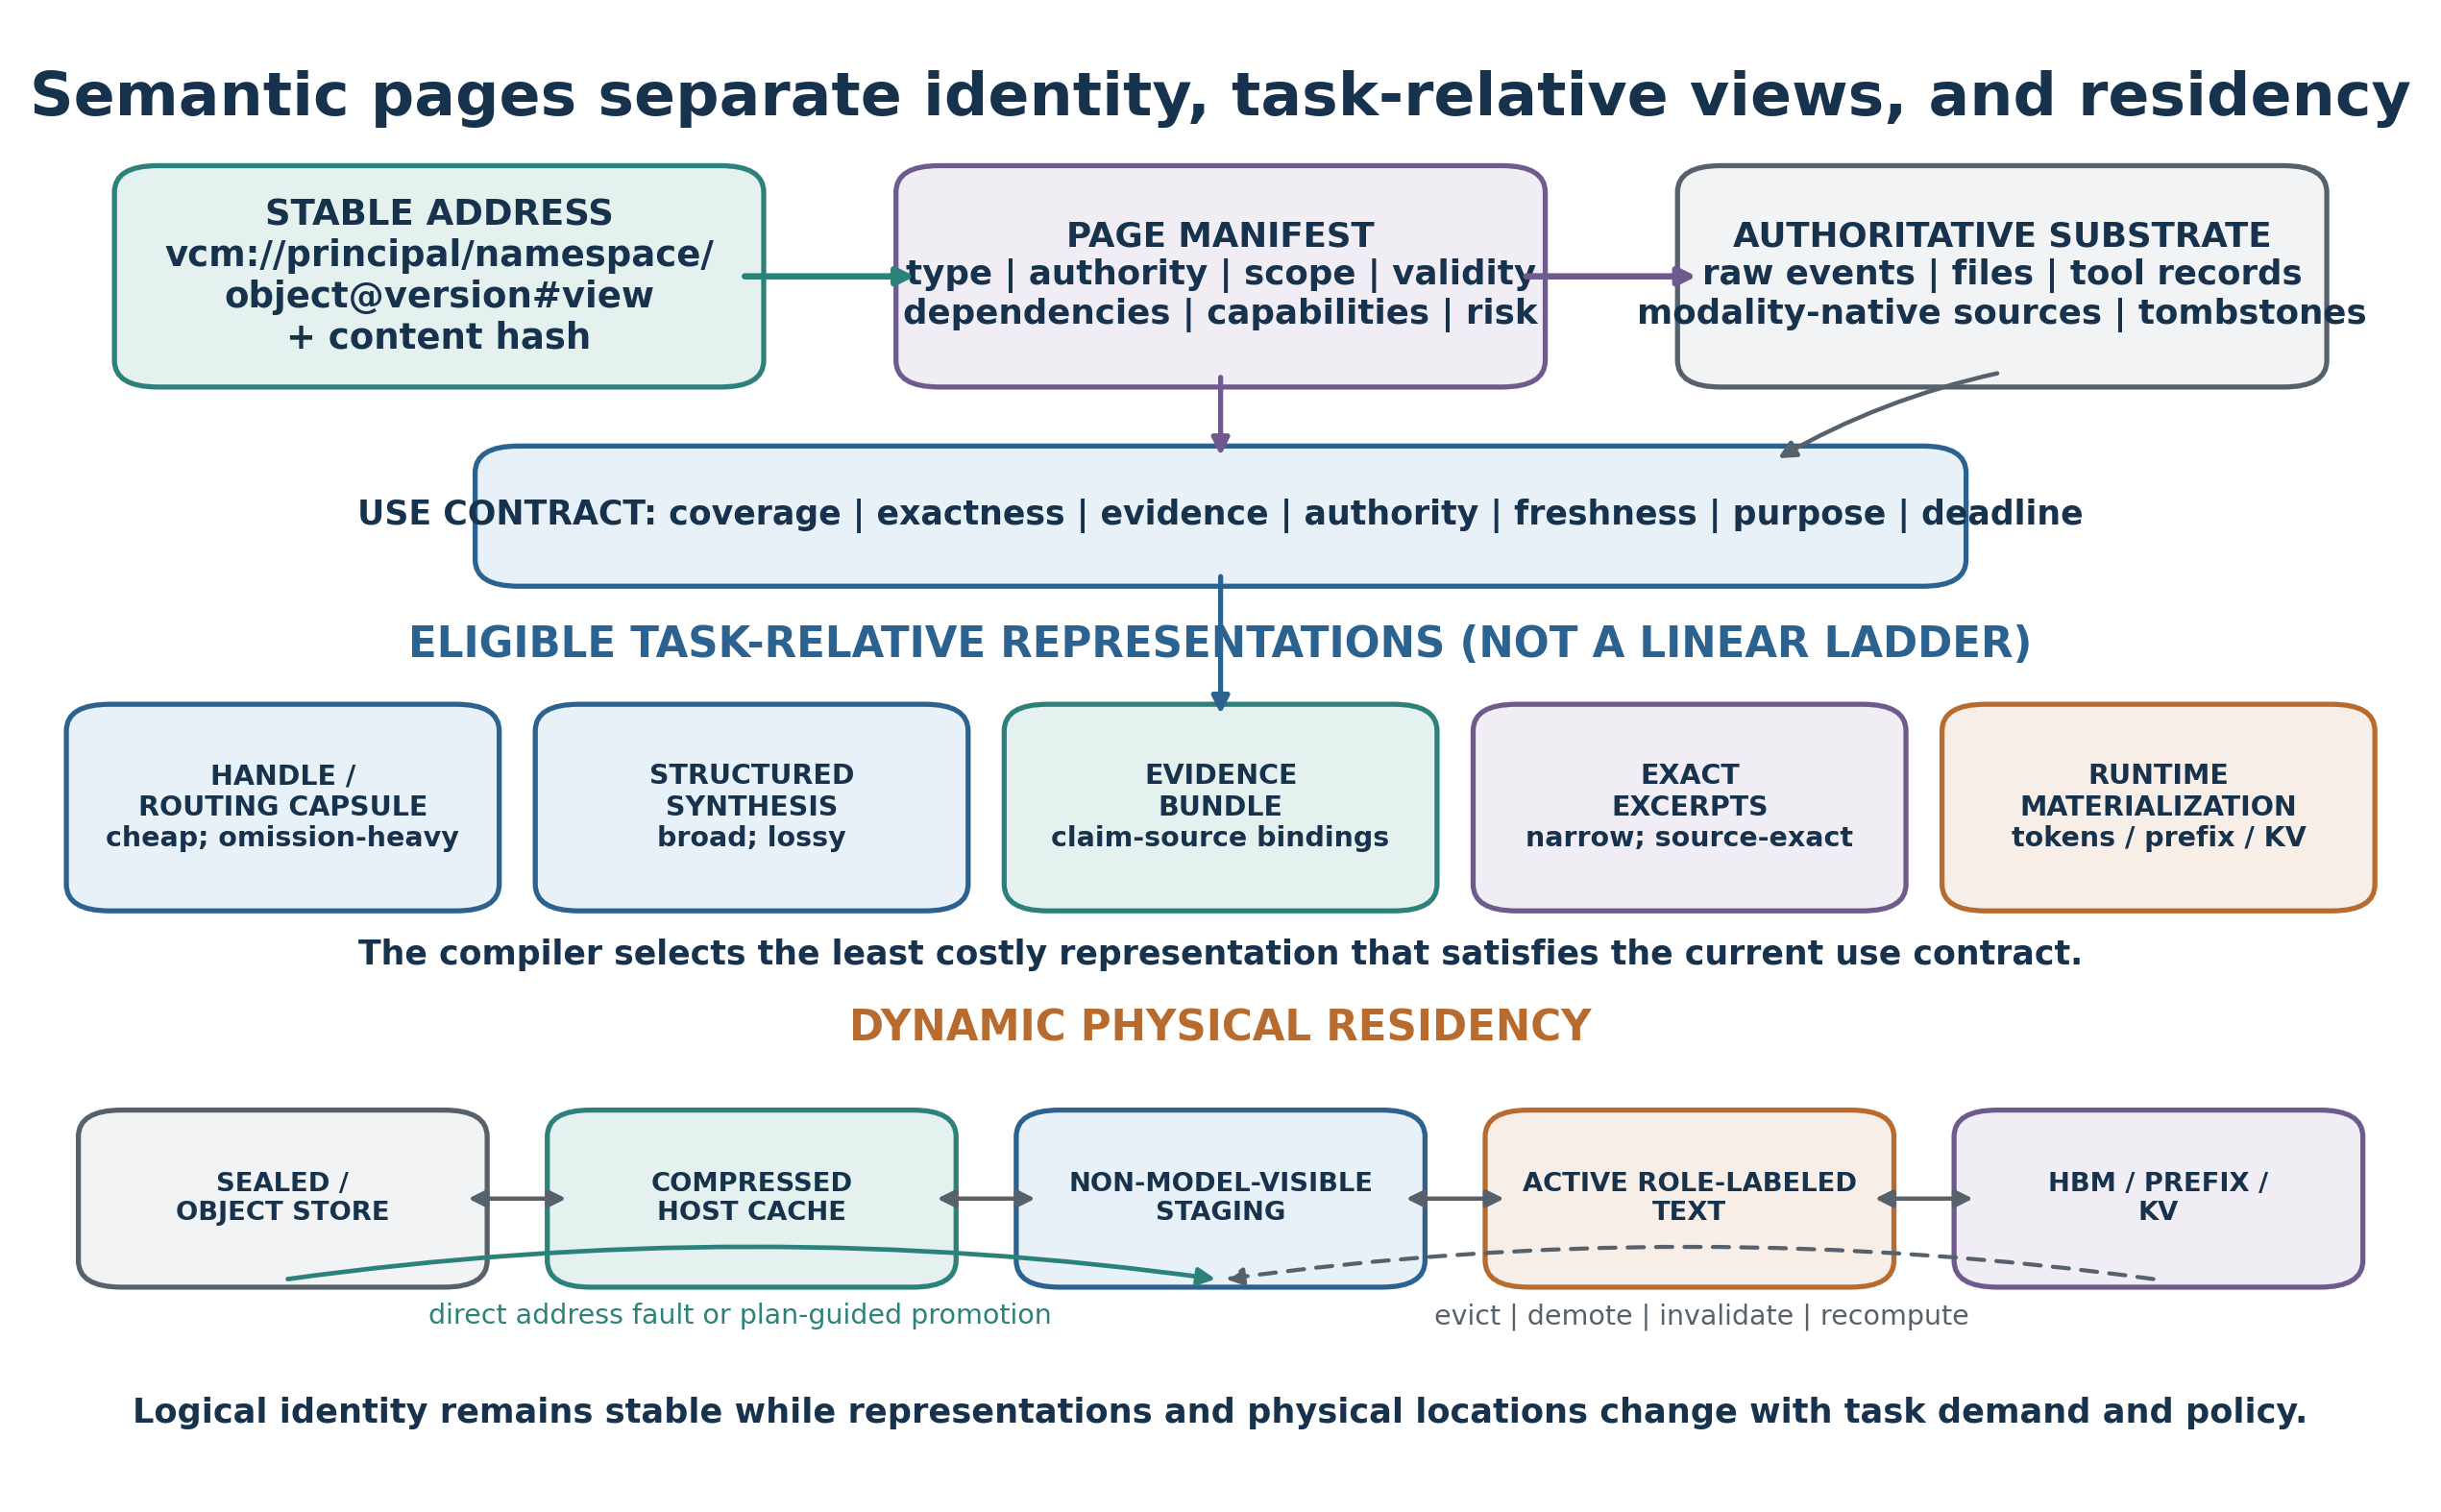 Semantic pages separate identity, task-relative views, and residency
STABLE ADDRESS
vcm://principal/namespace/
object@version#view
+ content hash
PAGE MANIFEST
type | authority | scope | validity
dependencies | capabilities | risk
AUTHORITATIVE SUBSTRATE
raw events | files | tool records
modality-native sources | tombstones
USE CONTRACT: coverage | exactness | evidence | authority | freshness | purpose | deadline
ELIGIBLE TASK-RELATIVE REPRESENTATIONS (NOT A LINEAR LADDER)
HANDLE /
ROUTING CAPSULE
cheap; omission-heavy
STRUCTURED
SYNTHESIS
broad; lossy
EVIDENCE
BUNDLE
claim-source bindings
EXACT
EXCERPTS
narrow; source-exact
RUNTIME
MATERIALIZATION
tokens / prefix / KV
The compiler selects the least costly representation that satisfies the current use contract.
DYNAMIC PHYSICAL RESIDENCY
SEALED /
OBJECT STORE
COMPRESSED
HOST CACHE
NON-MODEL-VISIBLE
STAGING
ACTIVE ROLE-LABELED
TEXT
HBM / PREFIX /
KV
direct address fault or plan-guided promotion
evict | demote | invalidate | recompute
Logical identity remains stable while representations and physical locations change with task demand and policy.